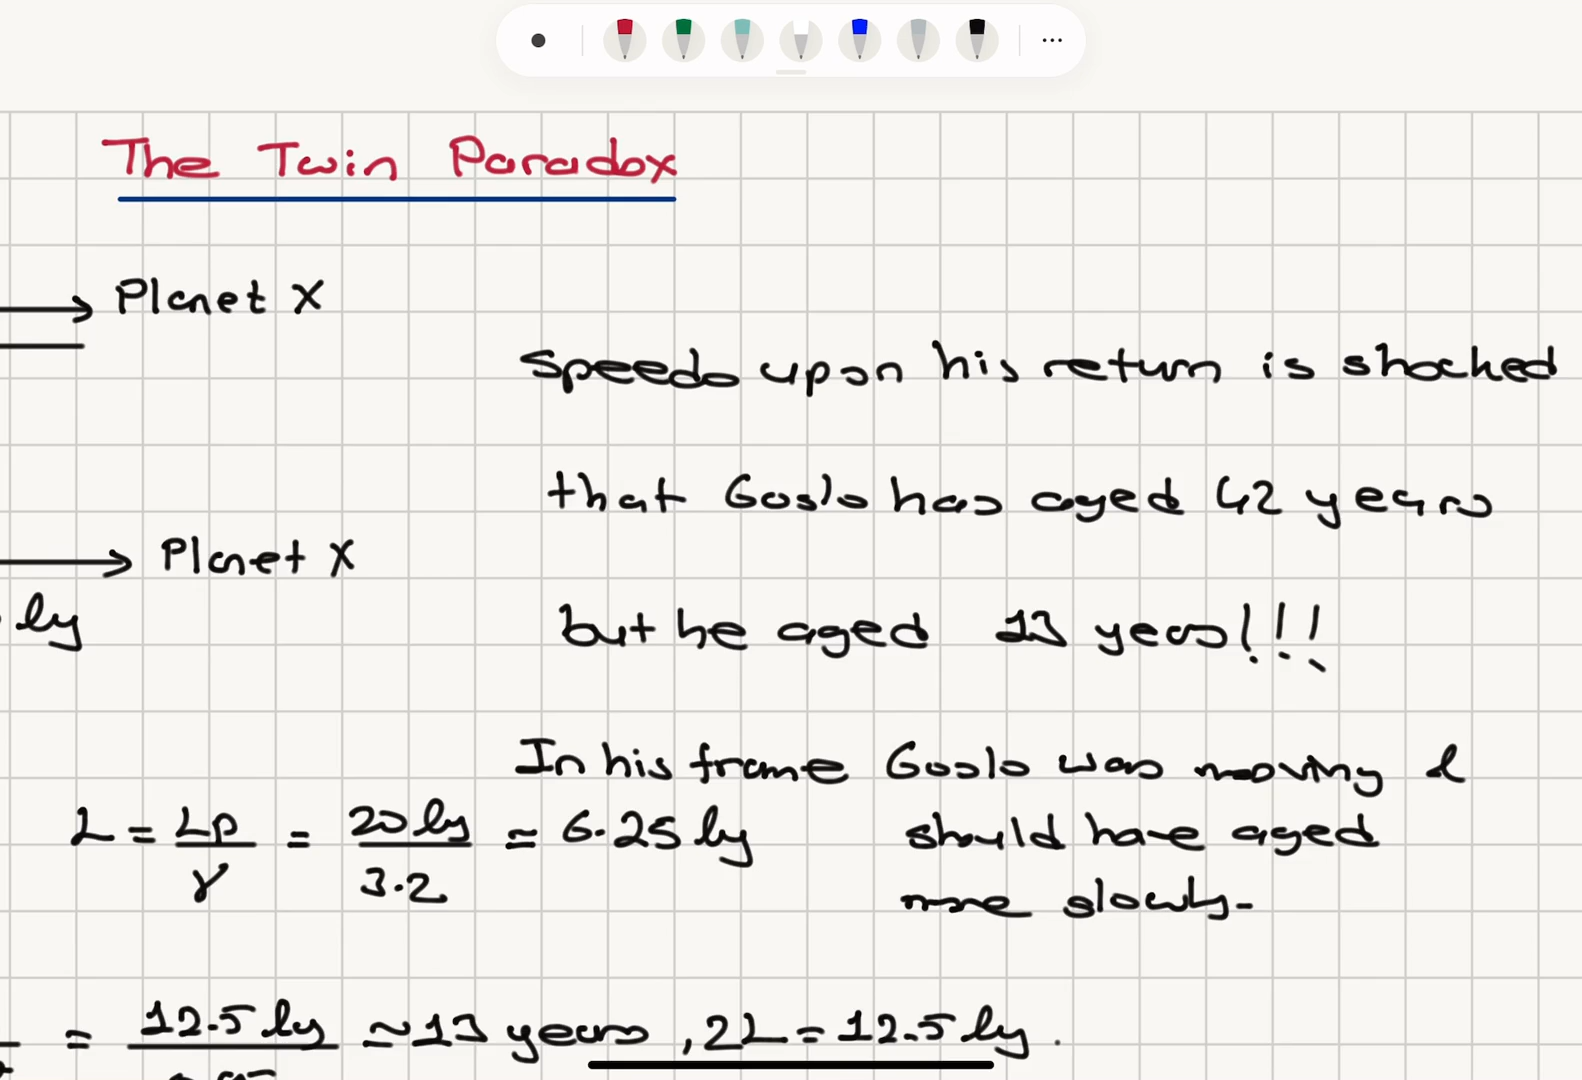 The Twin Paradox
Planet X
Speedo upon his return is shocked
that Goslo has aged 42 years
Planet X
ly
but he aged 13 years!!!
In his frame Goslo was moving &
L = Lp/γ = 20 ly/3.2 = 6.25 ly
should have aged
more slowly.
= 12.5 ly ≈ 13 years, 2L = 12.5 ly.